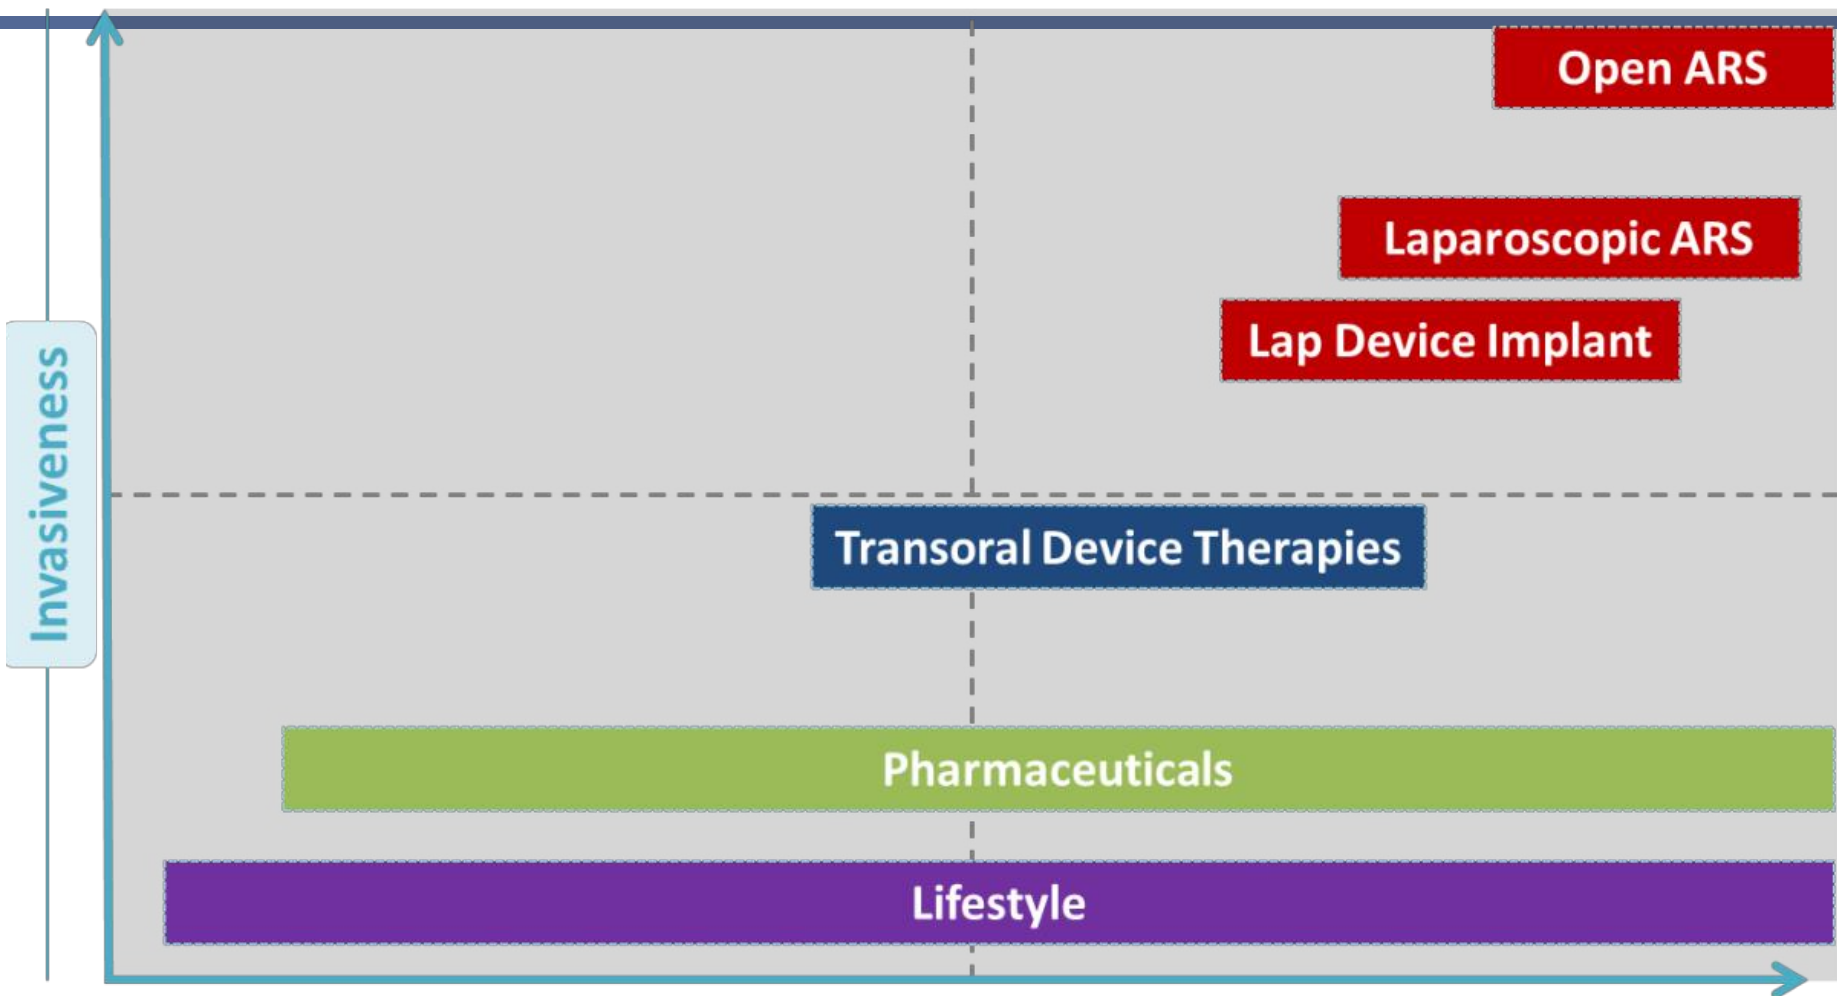 Open ARS
Laparoscopic ARS
Lap Device Implant
Invasiveness
Transoral Device Therapies
Pharmaceuticals
Lifestyle